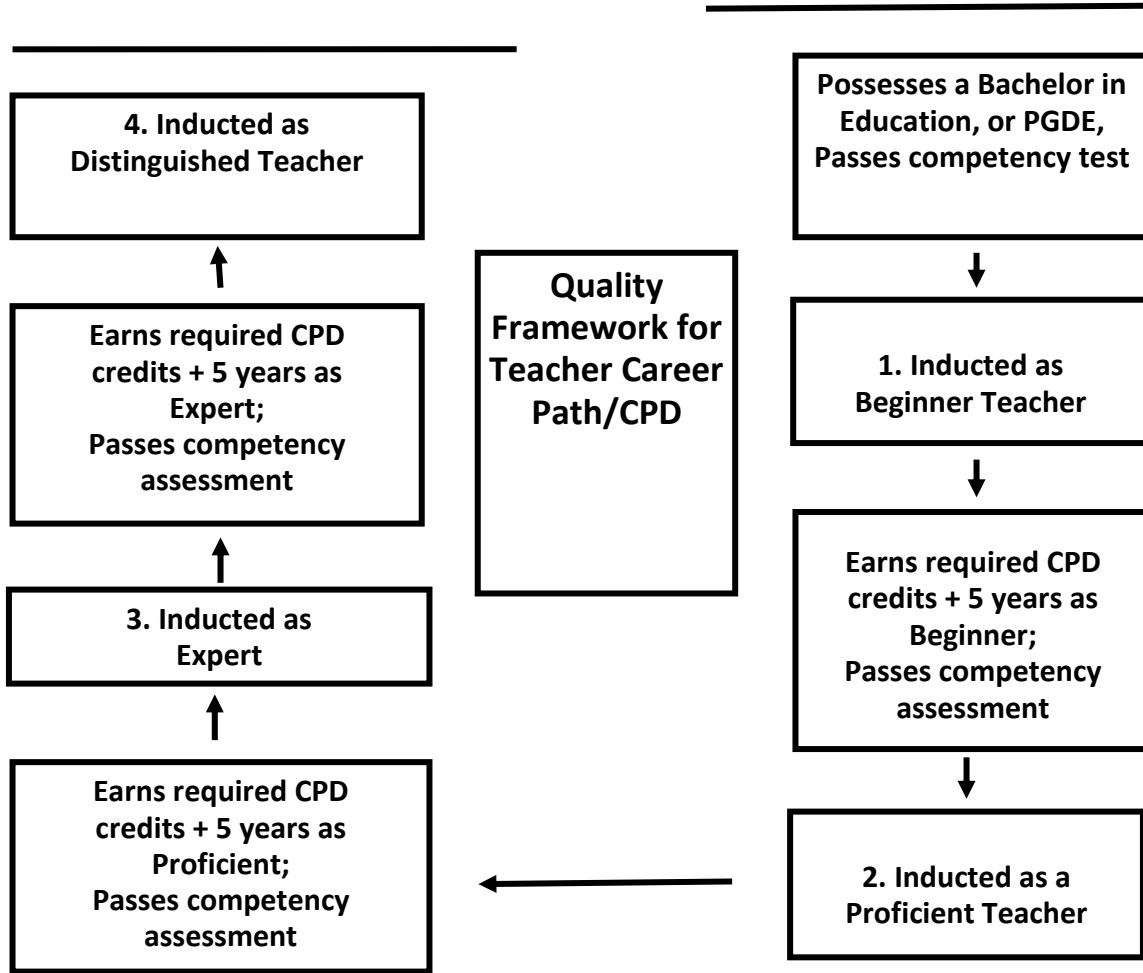 Possesses a Bachelor in
Education, or PGDE,
Passes competency test
1. Inducted as
Beginner Teacher
Earns required CPD
credits + 5 years as
Beginner;
Passes competency
assessment
2. Inducted as a
Proficient Teacher
Earns required CPD
credits + 5 years as
Proficient;
Passes competency
assessment
3. Inducted as
Expert
Earns required CPD
credits + 5 years as
Expert;
Passes competency
assessment
4. Inducted as
Distinguished Teacher
Quality
Framework for
Teacher Career
Path/CPD